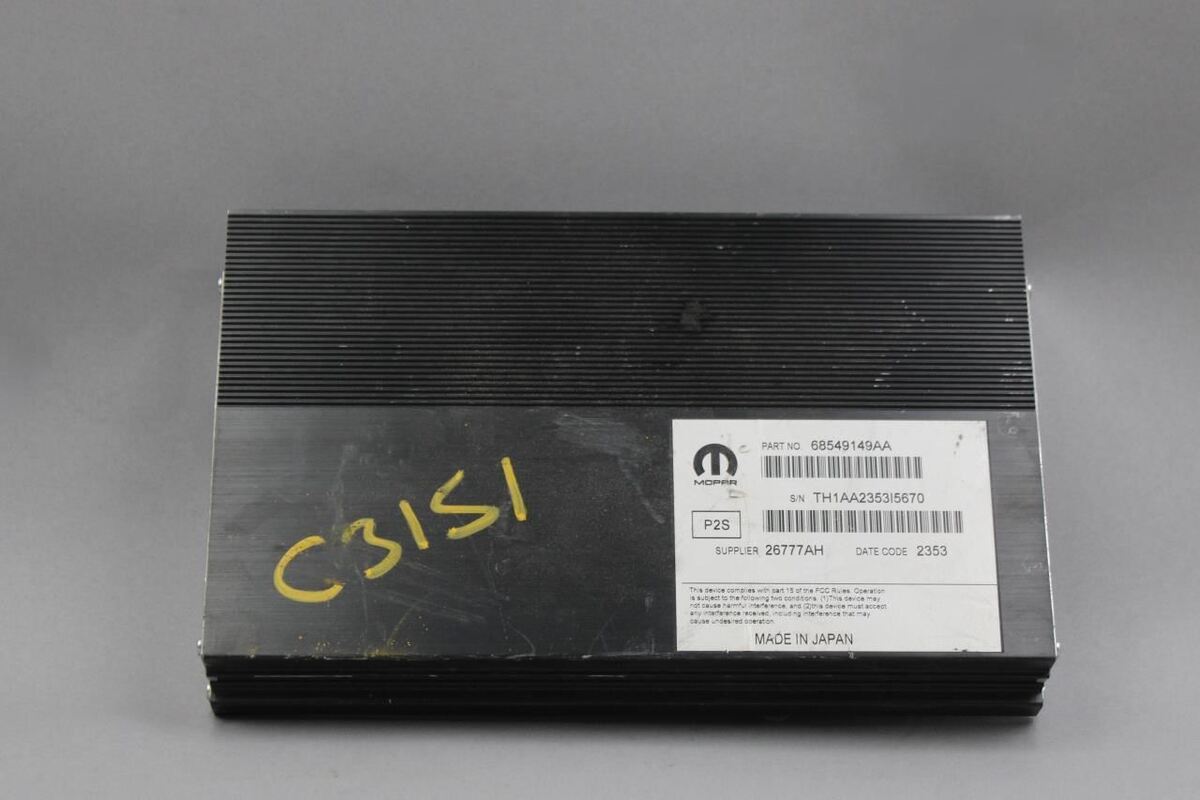 C3151
MOPAR
PART NO. 68549149AA
S/N TH1AA2353I5670
P2S
SUPPLIER 26777AH DATE CODE 2353
This device complies with part 15 of the FCC Rules. Operation
is subject to the following two conditions. (1)This device may
not cause harmful interference, and (2)this device must accept
any interference received, including interference that may
cause undesired operation.
MADE IN JAPAN